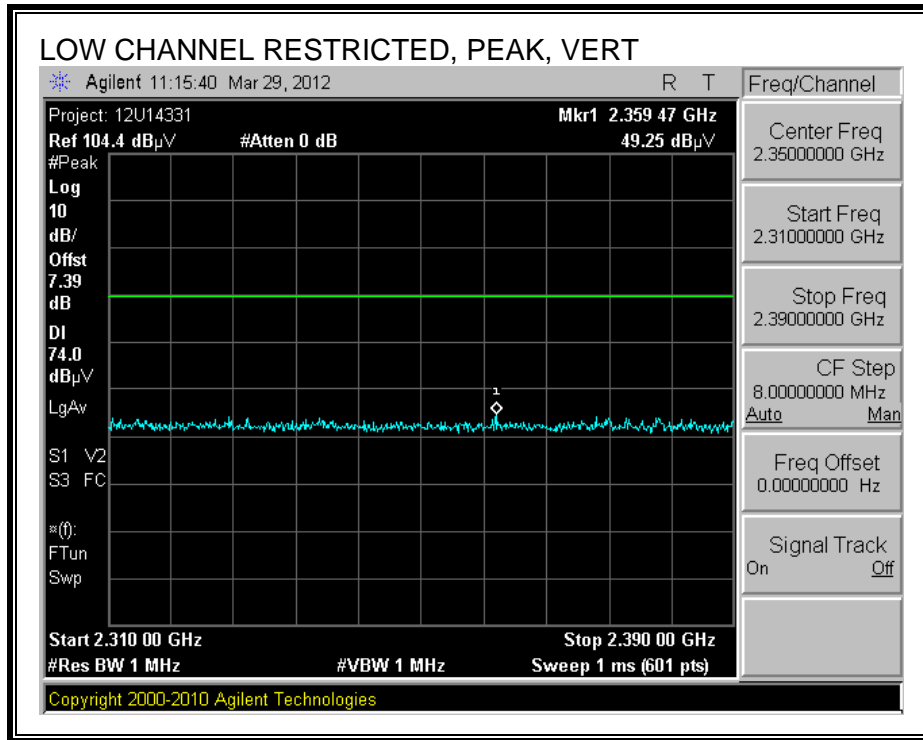 LOW CHANNEL RESTRICTED, PEAK, VERT
Agilent 11:15:40 Mar 29, 2012 R T
Freq/Channel
Project: 12U14331 Mkr1 2.359 47 GHz
Ref 104.4 dBµV #Atten 0 dB 49.25 dBµV
#Peak
Log
10
dB/
Offst
7.39
dB
DI
74.0
dBµV
LgAv
S1 V2
S3 FC
¤(f):
FTun
Swp
1
Start 2.310 00 GHz Stop 2.390 00 GHz
#Res BW 1 MHz #VBW 1 MHz Sweep 1 ms (601 pts)
Center Freq
2.35000000 GHz
Start Freq
2.31000000 GHz
Stop Freq
2.39000000 GHz
CF Step
8.00000000 MHz
Auto Man
Freq Offset
0.00000000 Hz
Signal Track
On Off
Copyright 2000-2010 Agilent Technologies